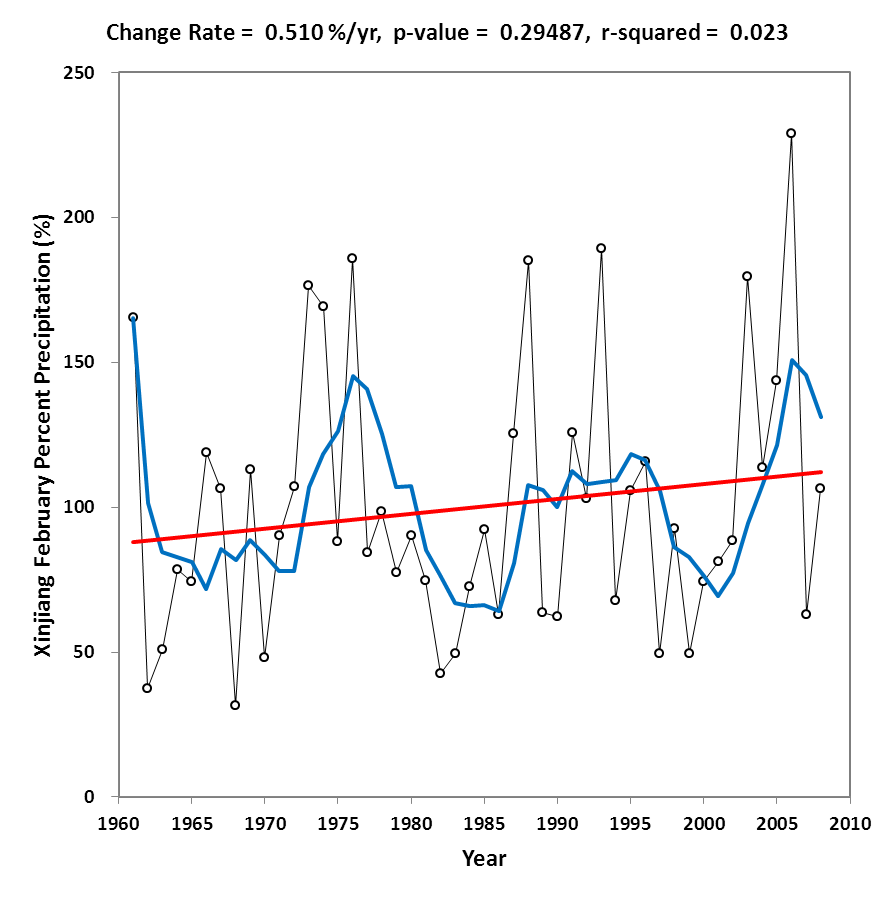 Change Rate = 0.510 %/yr, p-value = 0.29487, r-squared = 0.023
250
200
150
100
50
0
Xinjiang February Percent Precipitation (%)
1960 1965 1970 1975 1980 1985 1990 1995 2000 2005 2010
Year